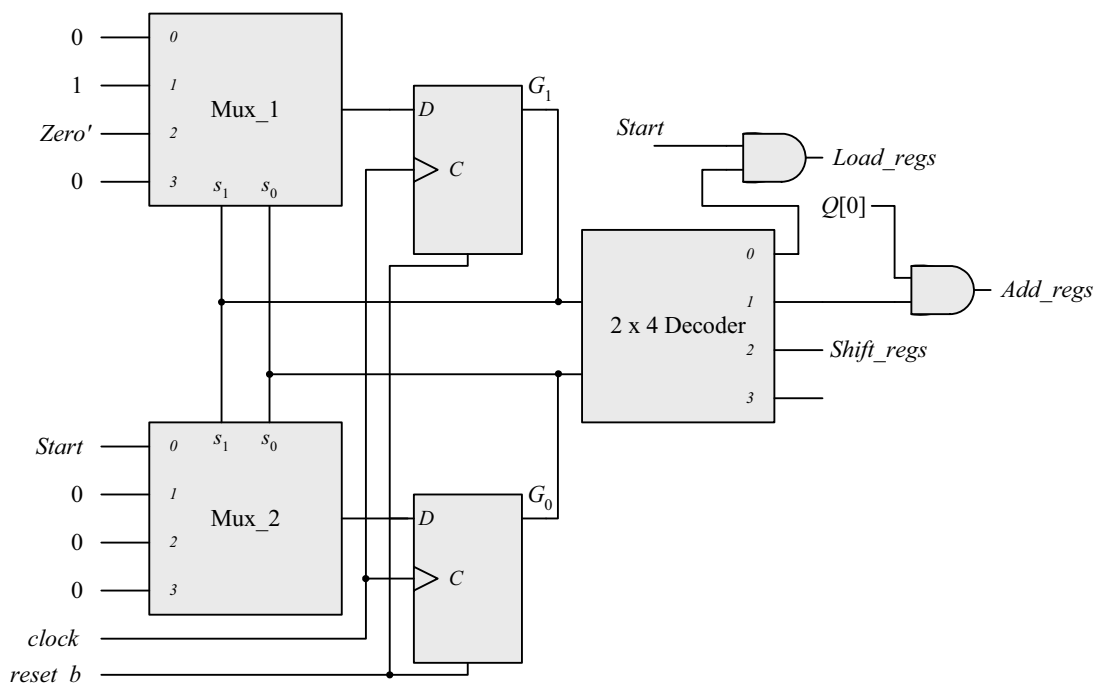 0
0
1
1
Mux_1
Zero'
2
0
3
s1
s0
D
G1
C
Start
Load_regs
Q[0]
0
1
Add_regs
2 x 4 Decoder
2
Shift_regs
3
Start
0
s1
s0
0
1
Mux_2
0
2
0
3
D
G0
C
clock
reset_b